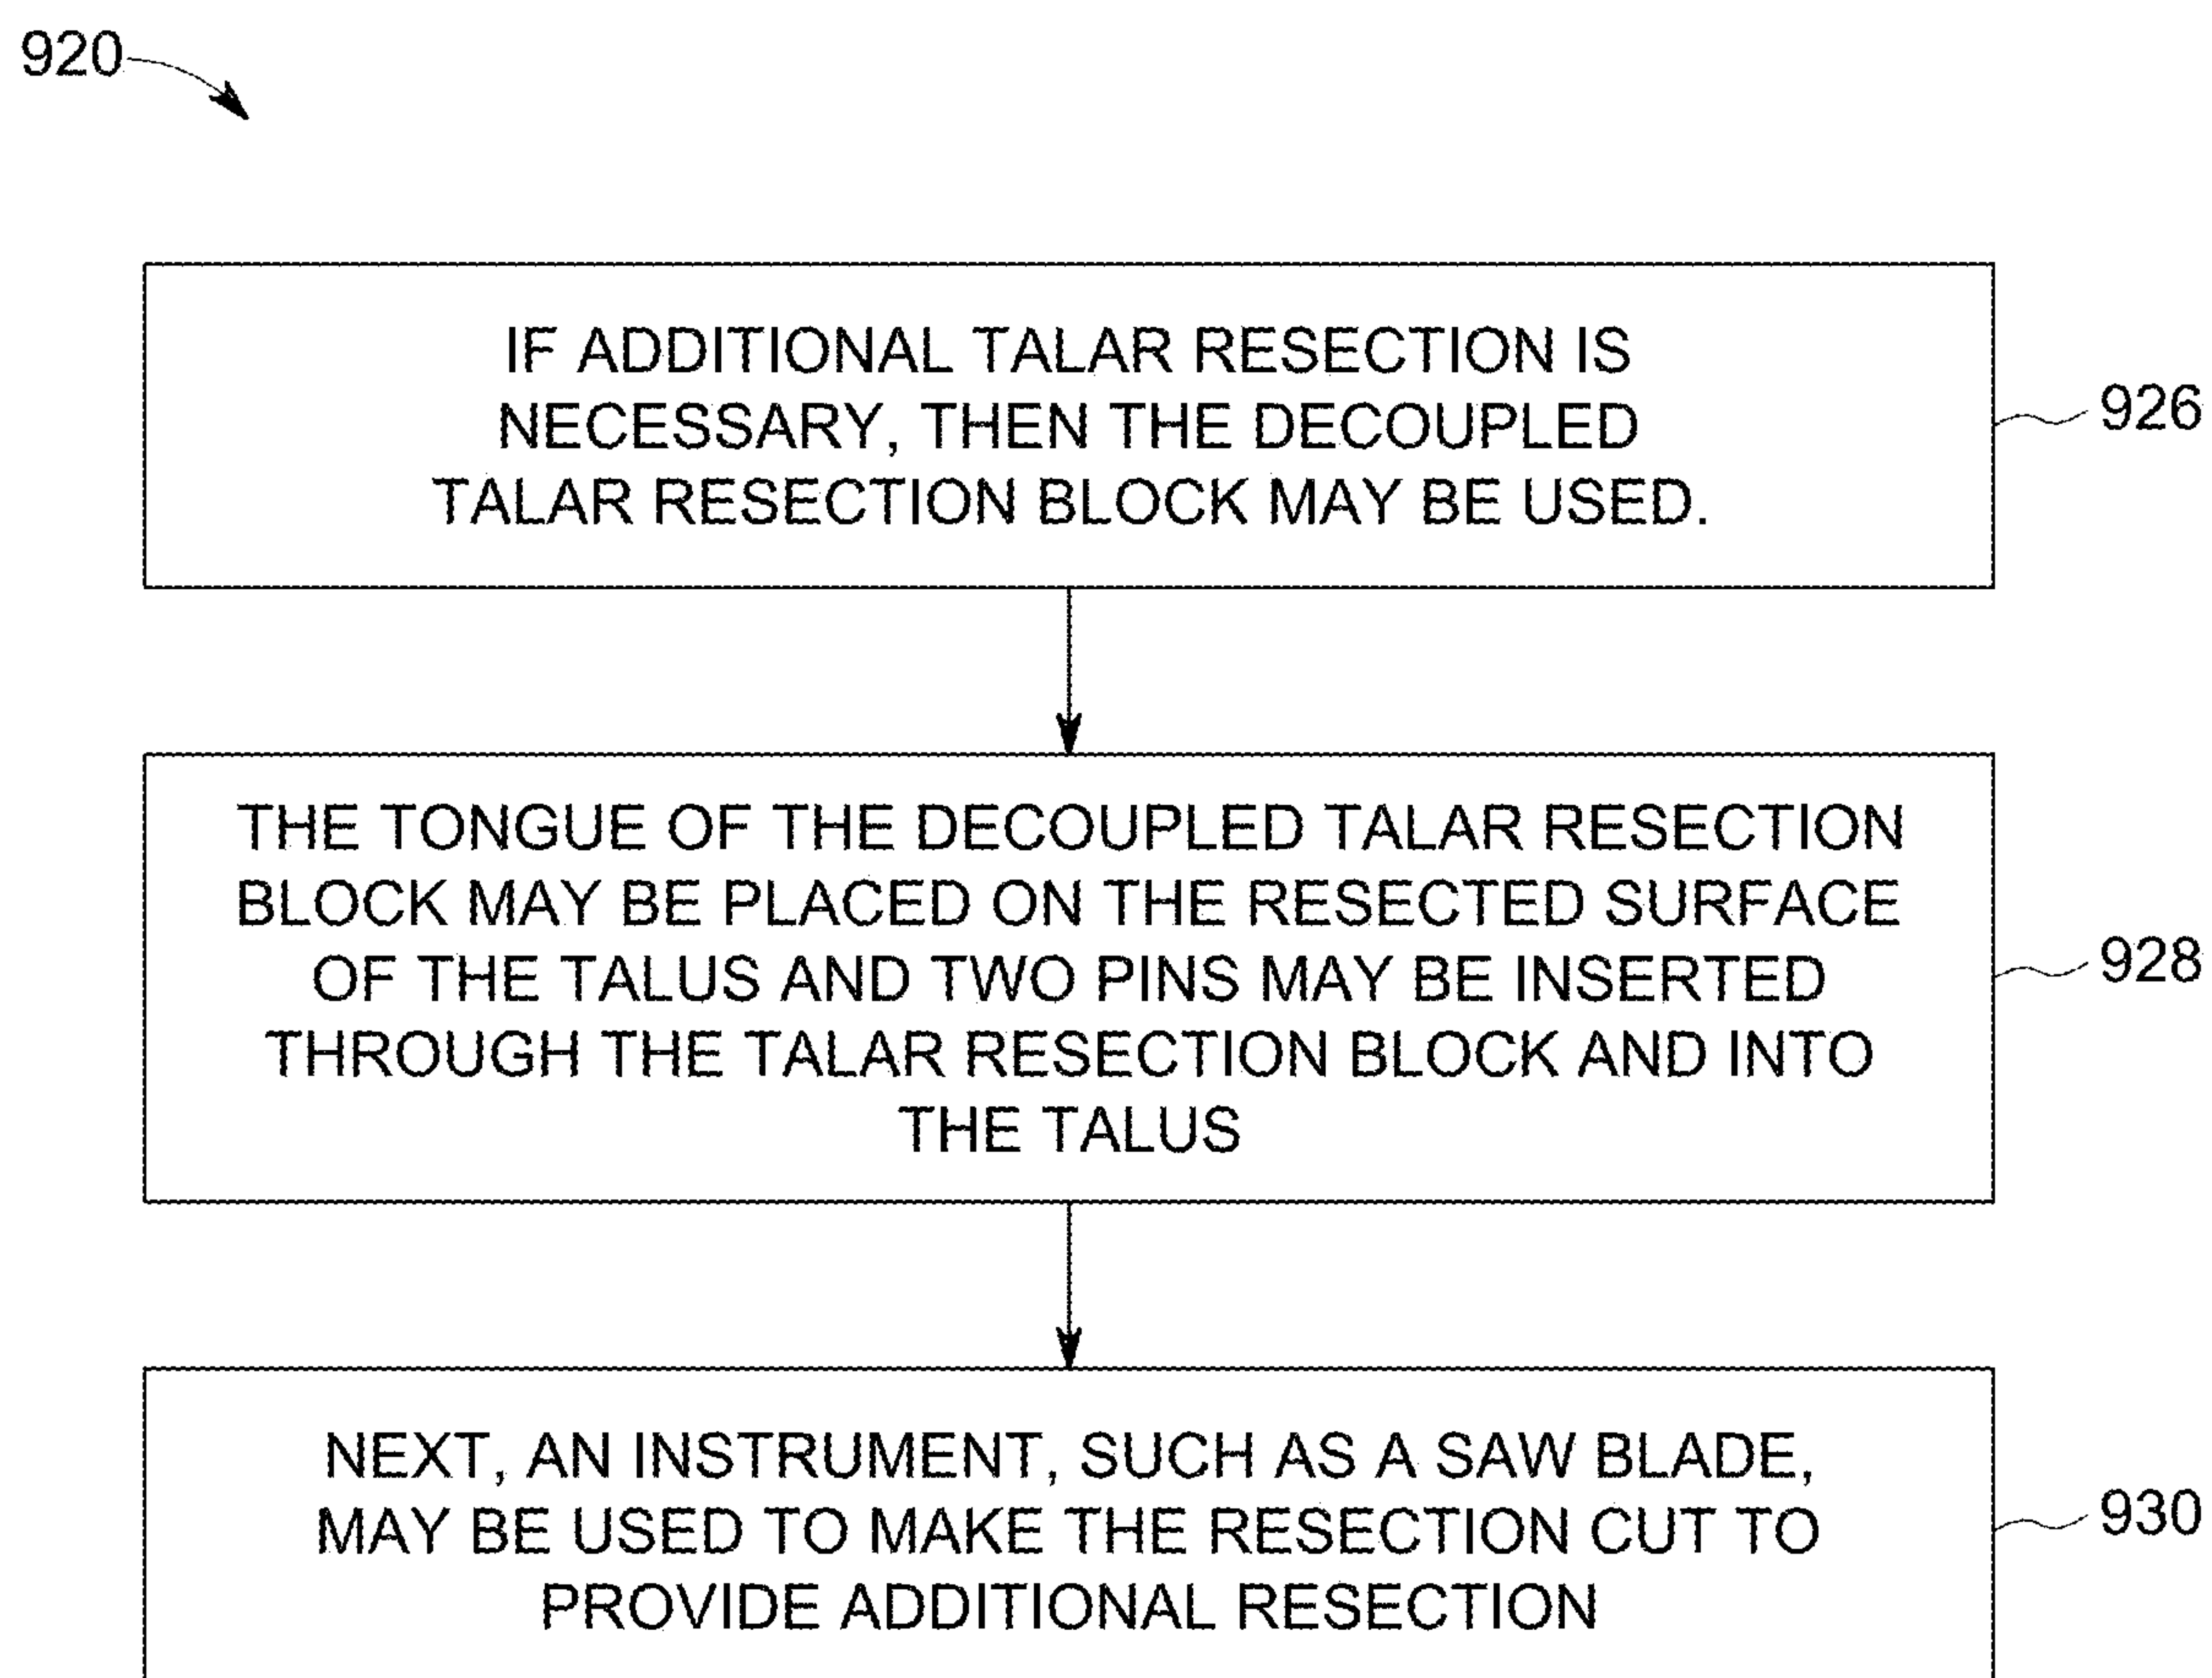 920
IF ADDITIONAL TALAR RESECTION IS
NECESSARY, THEN THE DECOUPLED
TALAR RESECTION BLOCK MAY BE USED.
926
THE TONGUE OF THE DECOUPLED TALAR RESECTION
BLOCK MAY BE PLACED ON THE RESECTED SURFACE
OF THE TALUS AND TWO PINS MAY BE INSERTED
THROUGH THE TALAR RESECTION BLOCK AND INTO
THE TALUS
928
NEXT, AN INSTRUMENT, SUCH AS A SAW BLADE,
MAY BE USED TO MAKE THE RESECTION CUT TO
PROVIDE ADDITIONAL RESECTION
930